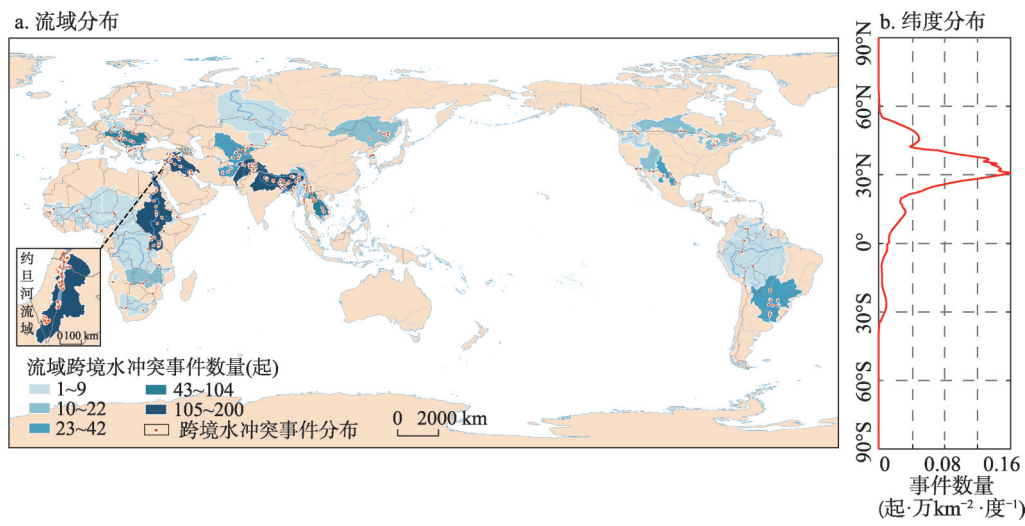 a. 流域分布
b. 纬度分布
约旦河流域
0 100 km
流域跨境水冲突事件数量(起)
1~9
43~104
10~22
105~200
23~42
跨境水冲突事件分布
0 2000 km
90°N
60°N
30°N
0
30°S
60°S
90°S
0 0.08 0.16
事件数量
(起·万km⁻²·度⁻¹)